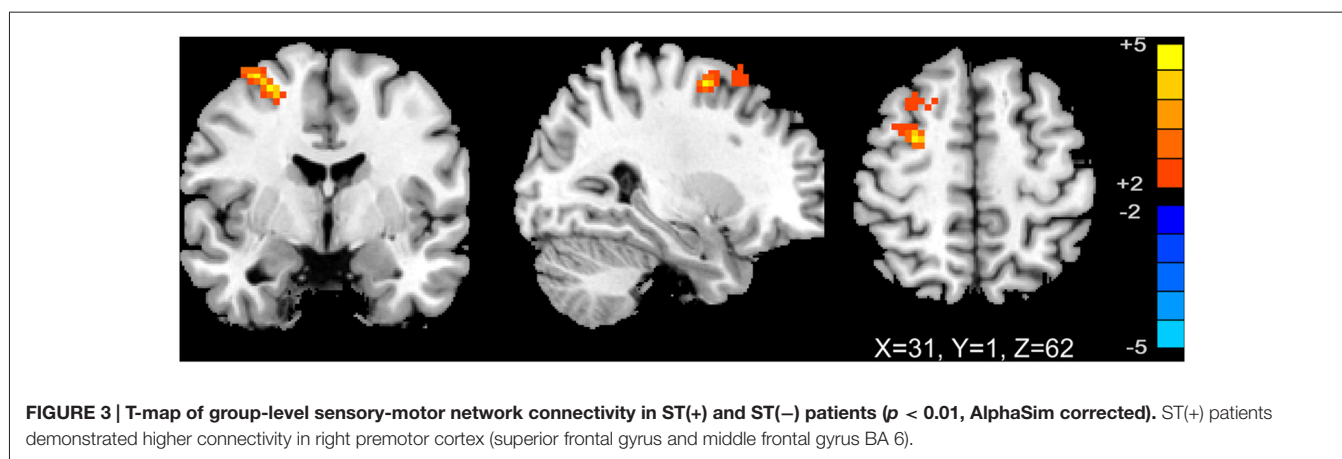 +5
+2
-2
-5
X=31, Y=1, Z=62
FIGURE 3 | T-map of group-level sensory-motor network connectivity in ST(+) and ST(−) patients (p < 0.01, AlphaSim corrected). ST(+) patients
demonstrated higher connectivity in right premotor cortex (superior frontal gyrus and middle frontal gyrus BA 6).